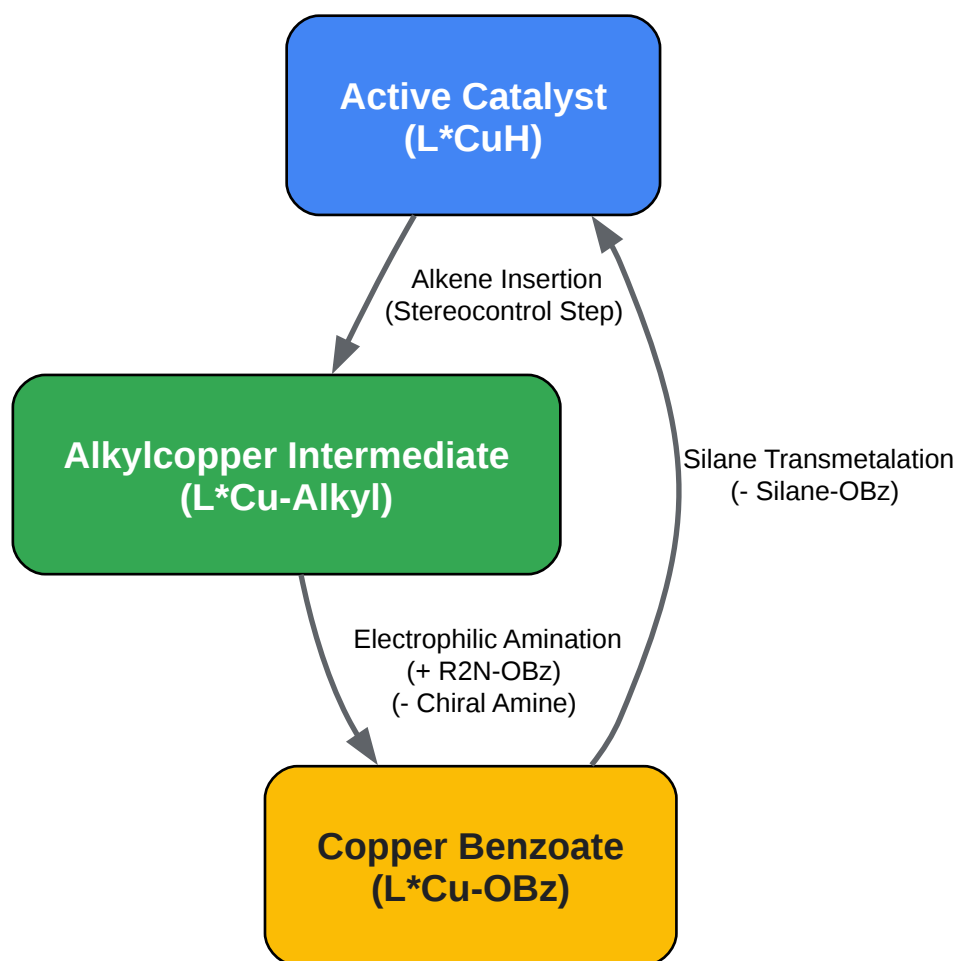 Active Catalyst
(L*CuH)
Alkene Insertion
(Stereocontrol Step)
Alkylcopper Intermediate
(L*Cu-Alkyl)
Silane Transmetalation
(- Silane-OBz)
Electrophilic Amination
(+ R2N-OBz)
(- Chiral Amine)
Copper Benzoate
(L*Cu-OBz)